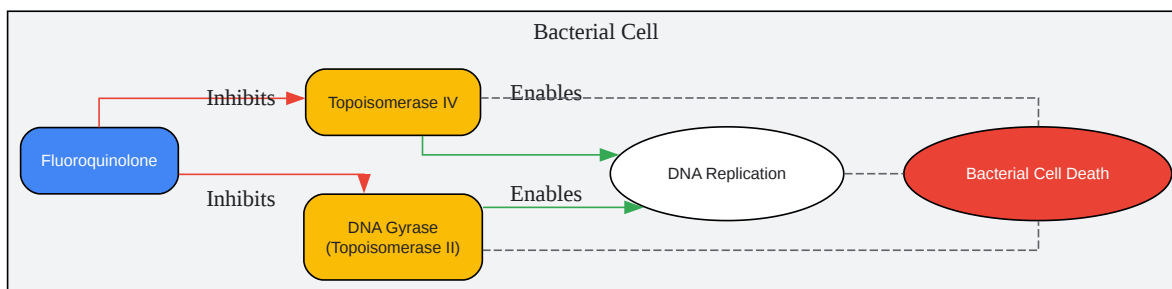 Bacterial Cell
Inhibits
Topoisomerase IV
Enables
Fluoroquinolone
DNA Replication
Bacterial Cell Death
Inhibits
DNA Gyrase
(Topoisomerase II)
Enables